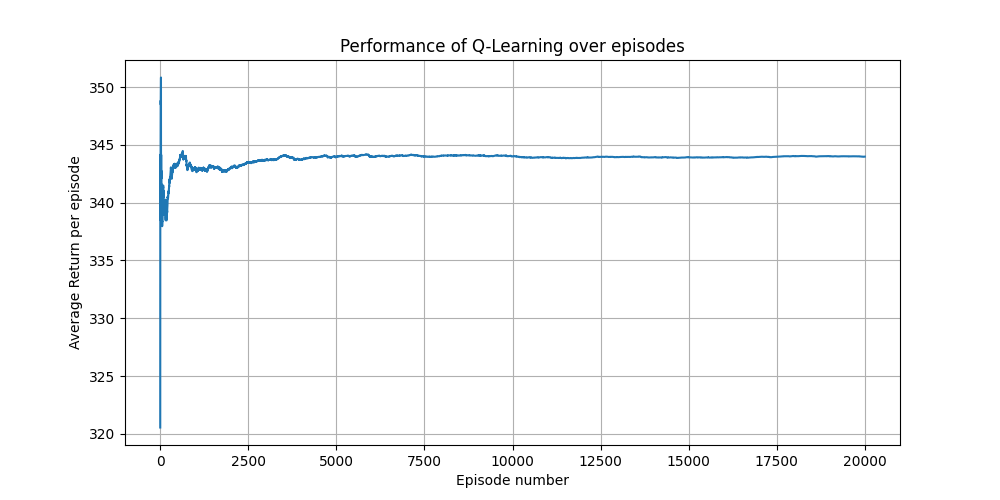 Performance of Q-Learning over episodes
Average Return per episode
350
345
340
335
330
325
320
0 2500 5000 7500 10000 12500 15000 17500 20000
Episode number